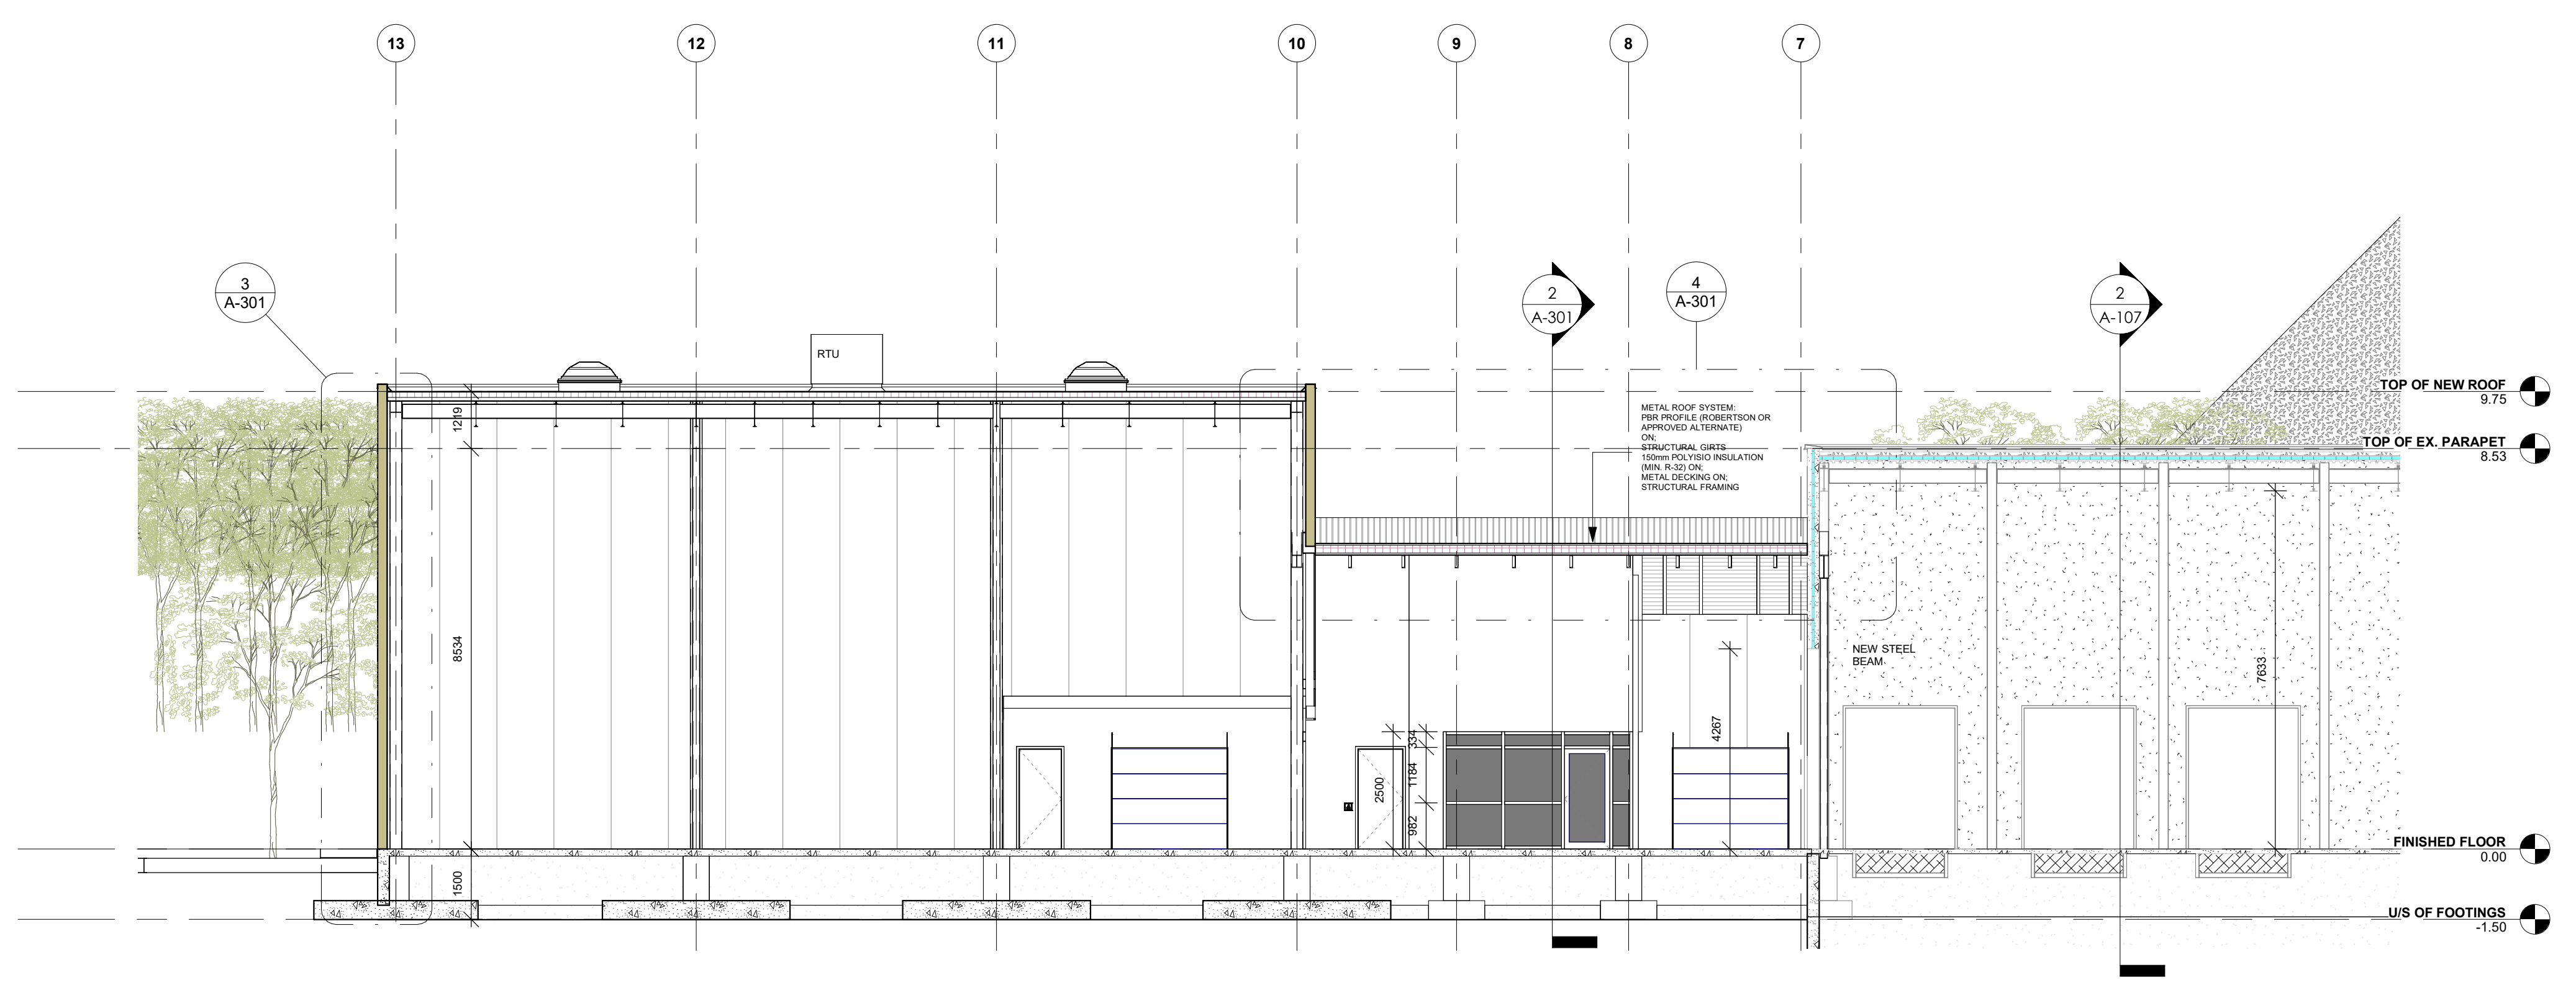 13
12
11
10
9
8
7
3
A-301
2
A-301
4
A-301
2
A-107
RTU
TOP OF NEW ROOF
9.75
METAL ROOF SYSTEM:
PBR PROFILE (ROBERTSON OR
APPROVED ALTERNATE)
ON;
STRUCTURAL GIRTS
150mm POLYISIO INSULATION
(MIN. R-32) ON;
METAL DECKING ON;
STRUCTURAL FRAMING
1219
TOP OF EX. PARAPET
8.53
8534
NEW STEEL
BEAM
7633
4267
334
1184
2500
982
FINISHED FLOOR
0.00
1500
U/S OF FOOTINGS
-1.50